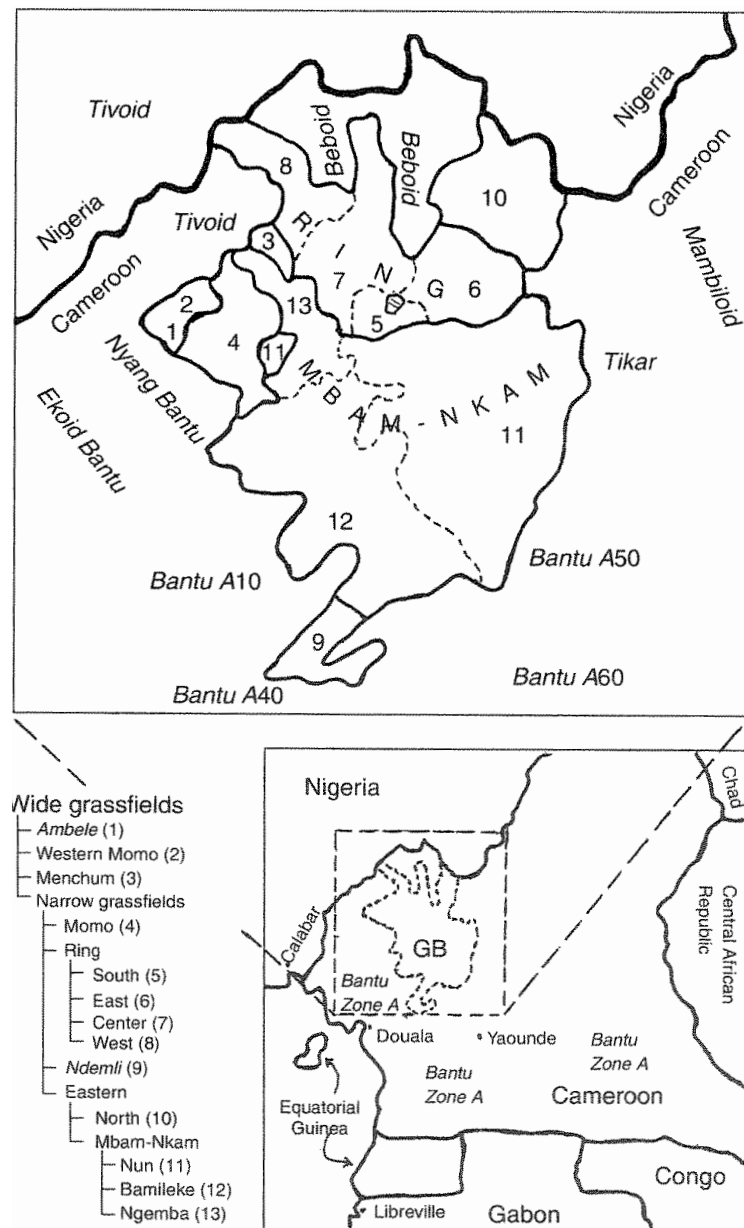 Tivoid
Nigeria
Cameroon
Beboid
Beboid
8
10
Nigeria
Cameroon
Mambiloid
Tivoid
3
R I N G
7
6
5
13
2
1
4
11
Nyang Bantu
Ekoid Bantu
M B A M - N K A M
11
Tikar
12
Bantu A10
Bantu A50
9
Bantu A40
Bantu A60
Wide grassfields
Ambele (1)
Western Momo (2)
Menchum (3)
Narrow grassfields
Momo (4)
Ring
South (5)
East (6)
Center (7)
West (8)
Ndemli (9)
Eastern
North (10)
Mbam-Nkam
Nun (11)
Bamileke (12)
Ngemba (13)
Nigeria
Chad
Central African
Republic
Calabar
GB
Bantu
Zone A
Douala
Yaounde
Bantu
Zone A
Bantu
Zone A
Cameroon
Equatorial
Guinea
Congo
Libreville
Gabon